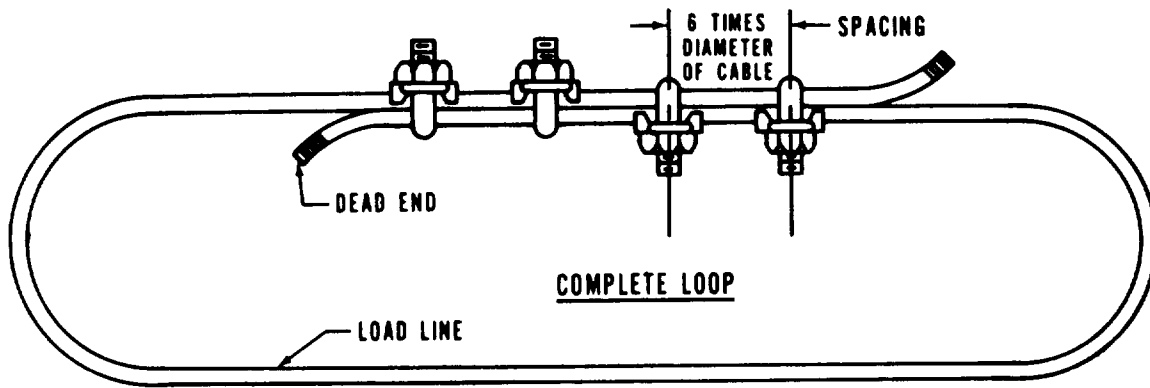 6 TIMES
DIAMETER
OF CABLE
SPACING
DEAD END
COMPLETE LOOP
LOAD LINE